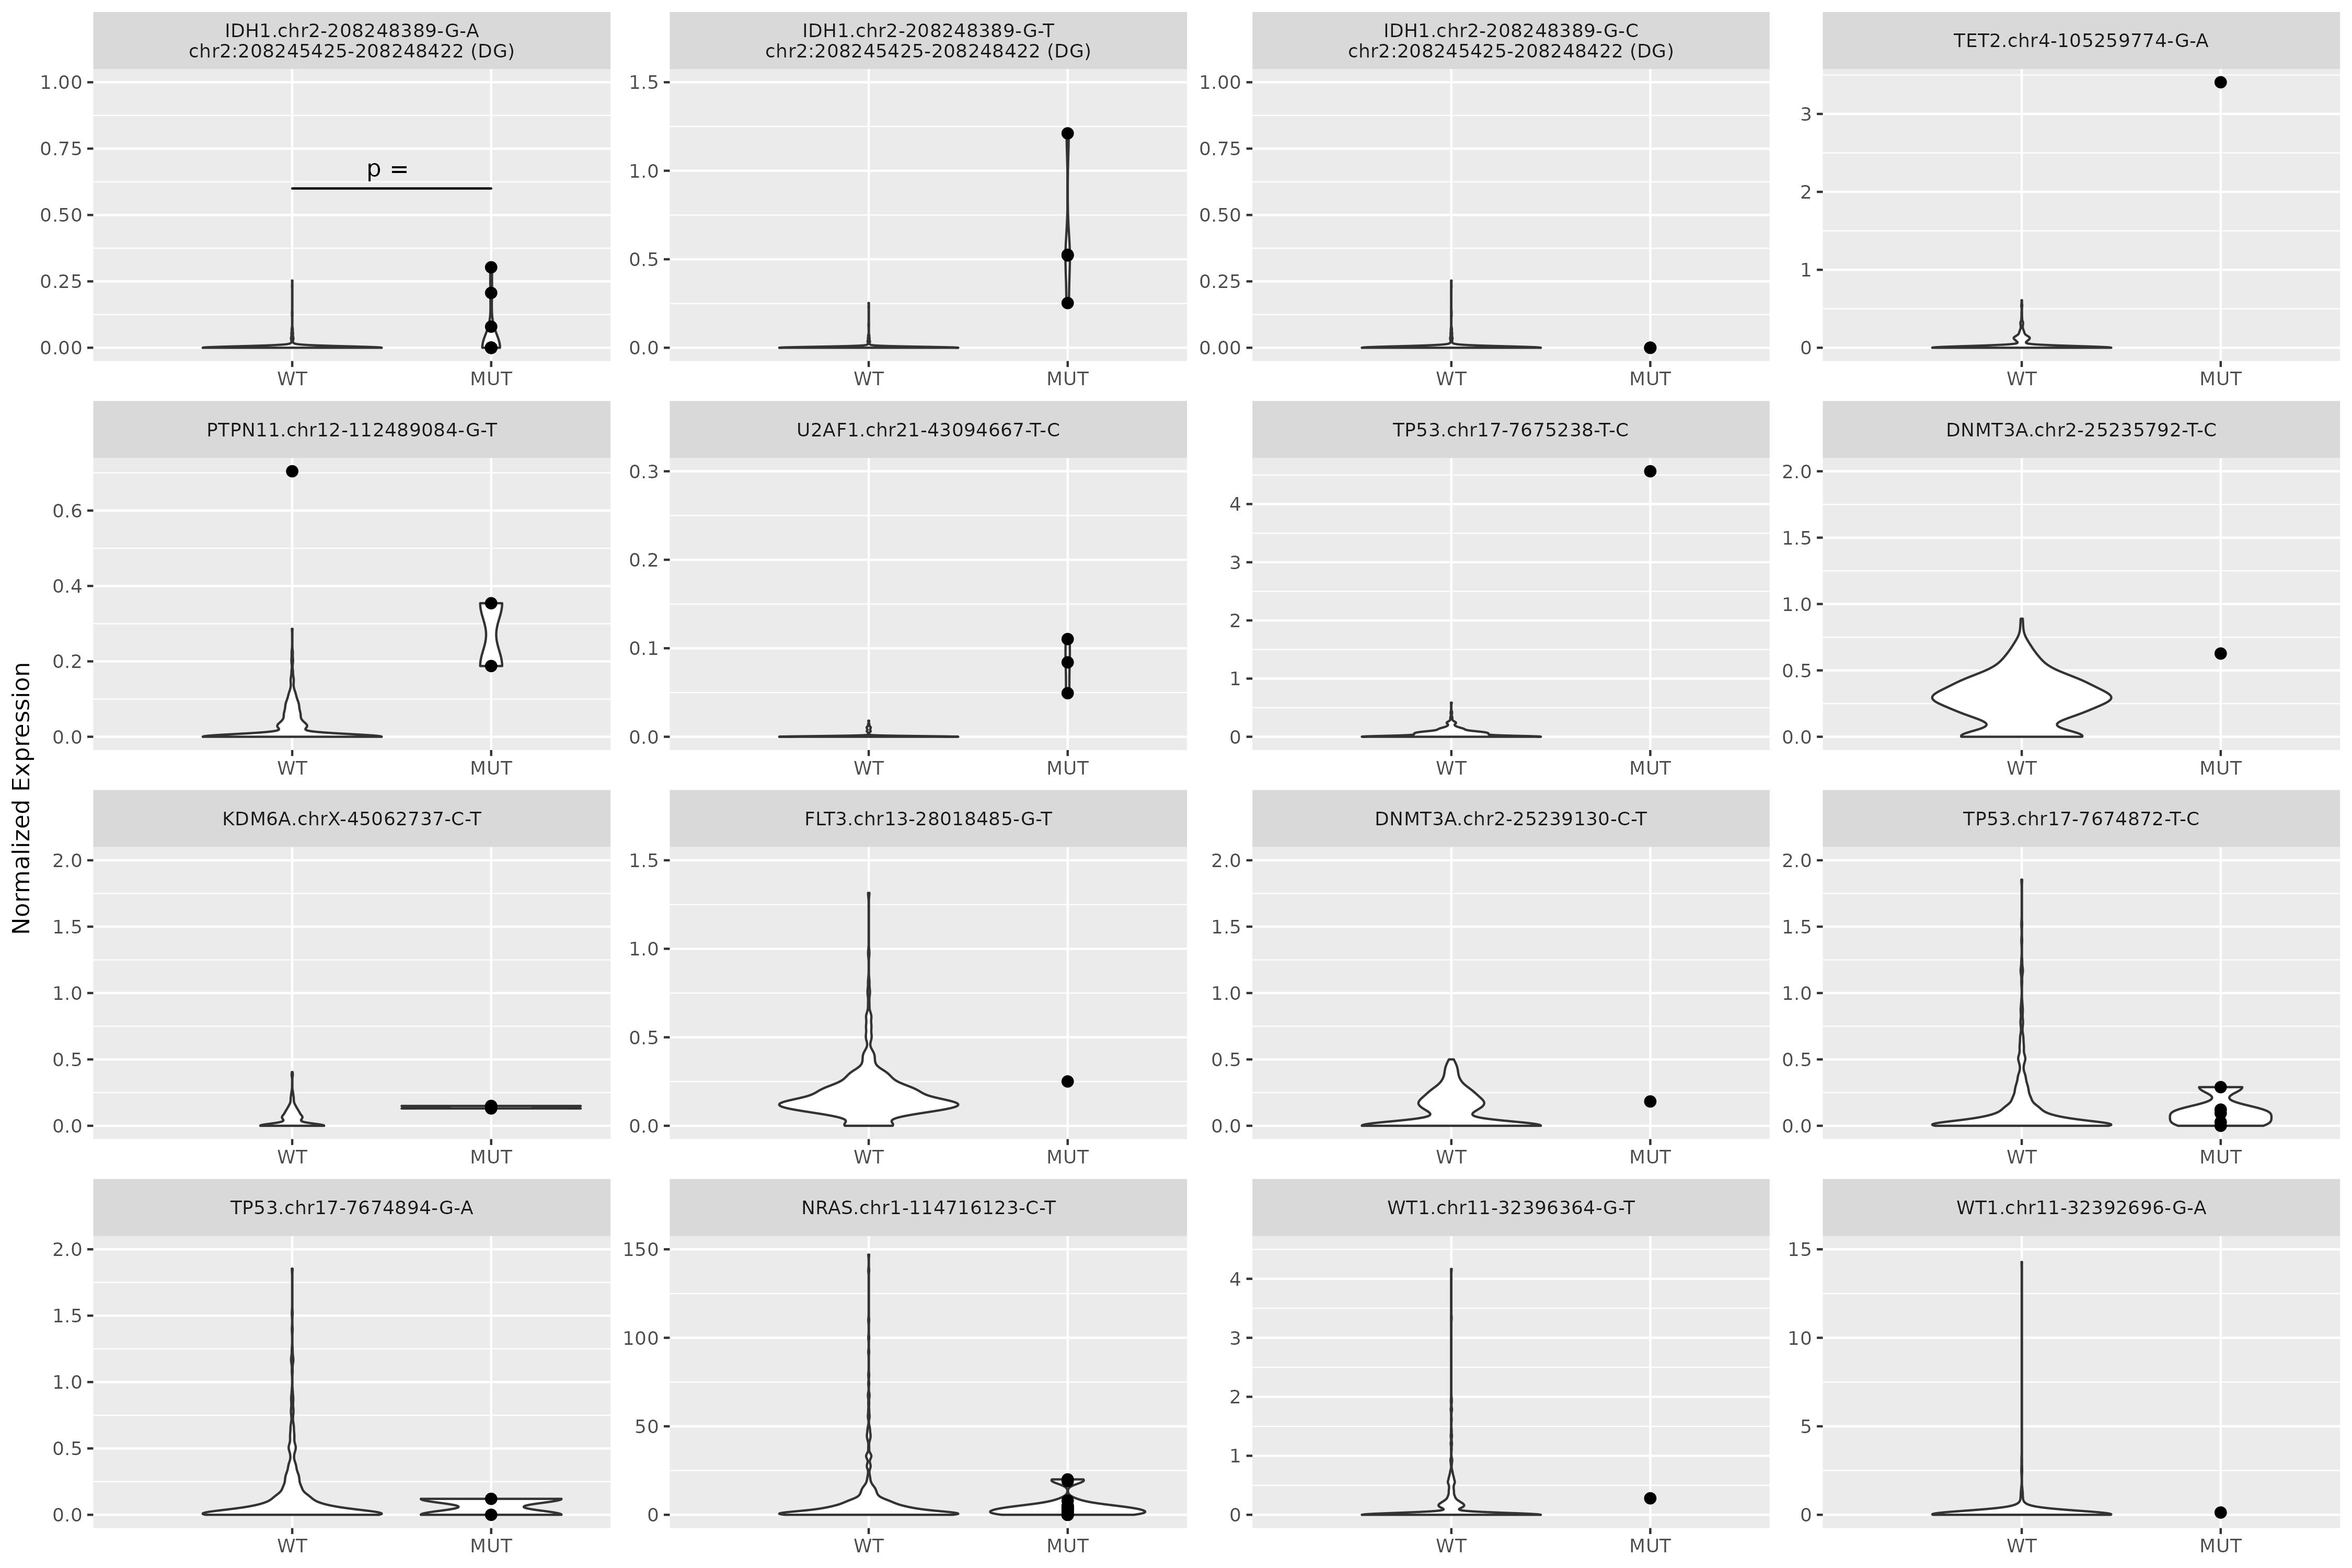 Normalized Expression
IDH1.chr2-208248389-G-A
chr2:208245425-208248422 (DG)
1.00
0.75
0.50
0.25
0.00
p =
WT
MUT
IDH1.chr2-208248389-G-T
chr2:208245425-208248422 (DG)
1.5
1.0
0.5
0.0
WT
MUT
IDH1.chr2-208248389-G-C
chr2:208245425-208248422 (DG)
1.00
0.75
0.50
0.25
0.00
WT
MUT
TET2.chr4-105259774-G-A
3
2
1
0
WT
MUT
PTPN11.chr12-112489084-G-T
0.6
0.4
0.2
0.0
WT
MUT
U2AF1.chr21-43094667-T-C
0.3
0.2
0.1
0.0
WT
MUT
TP53.chr17-7675238-T-C
4
3
2
1
0
WT
MUT
DNMT3A.chr2-25235792-T-C
2.0
1.5
1.0
0.5
0.0
WT
MUT
KDM6A.chrX-45062737-C-T
2.0
1.5
1.0
0.5
0.0
WT
MUT
FLT3.chr13-28018485-G-T
1.5
1.0
0.5
0.0
WT
MUT
DNMT3A.chr2-25239130-C-T
2.0
1.5
1.0
0.5
0.0
WT
MUT
TP53.chr17-7674872-T-C
2.0
1.5
1.0
0.5
0.0
WT
MUT
TP53.chr17-7674894-G-A
2.0
1.5
1.0
0.5
0.0
WT
MUT
NRAS.chr1-114716123-C-T
150
100
50
0
WT
MUT
WT1.chr11-32396364-G-T
4
3
2
1
0
WT
MUT
WT1.chr11-32392696-G-A
15
10
5
0
WT
MUT